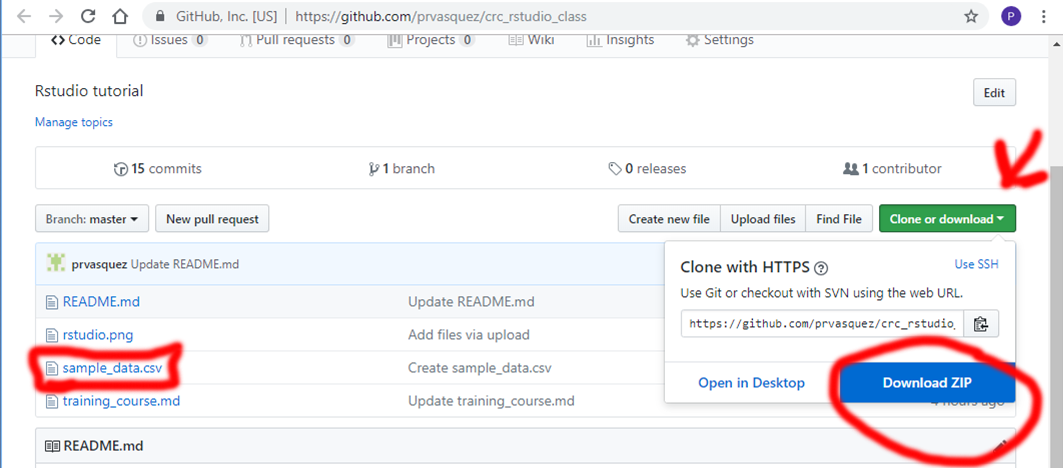 GitHub, Inc. [US] | https://github.com/prvasquez/crc_rstudio_class P
Code Issues 0 Pull requests 0 Projects 0 Wiki Insights Settings
Rstudio tutorial Edit
Manage topics
15 commits 1 branch 0 releases 1 contributor
Branch: master New pull request Create new file Upload files Find File Clone or download
prvasquez Update README.md
Clone with HTTPS ? Use SSH
Use Git or checkout with SVN using the web URL.
README.md Update README.md
https://github.com/prvasquez/crc_rstudio_
rstudio.png Add files via upload
sample_data.csv Create sample_data.csv
Open in Desktop Download ZIP
training_course.md Update training_course.md 4 hours ago
README.md